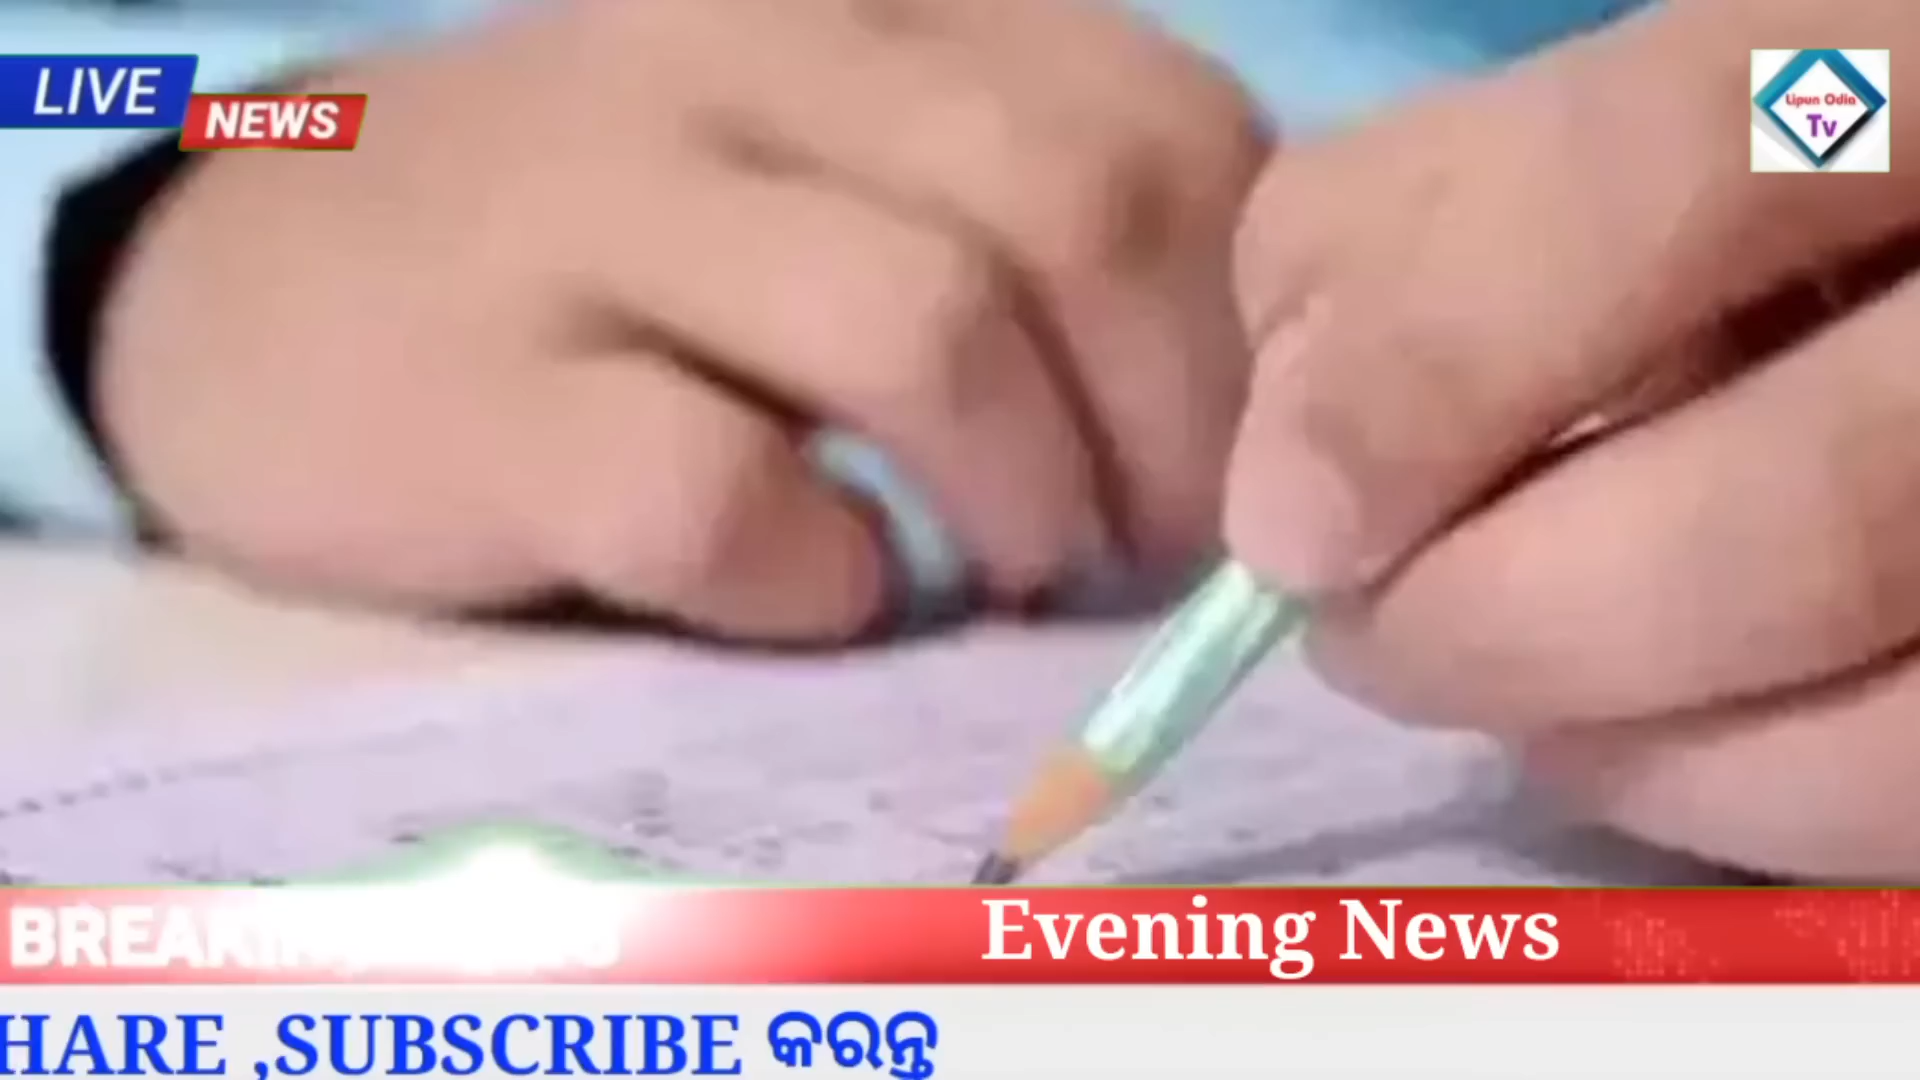 LIVE
NEWS
Lipun Odia
Tv
Evening News
HARE ,SUBSCRIBE କରନ୍ତୁ